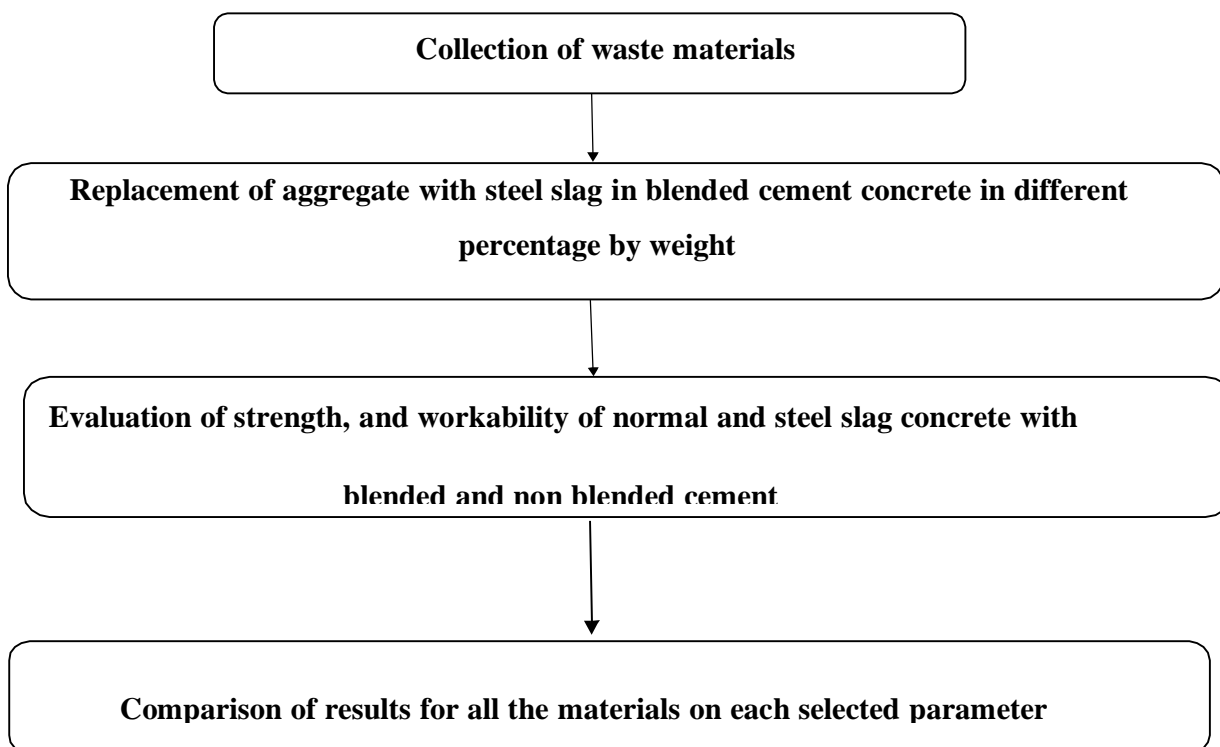 Collection of waste materials
Replacement of aggregate with steel slag in blended cement concrete in different
percentage by weight
Evaluation of strength, and workability of normal and steel slag concrete with
blended and non blended cement
Comparison of results for all the materials on each selected parameter